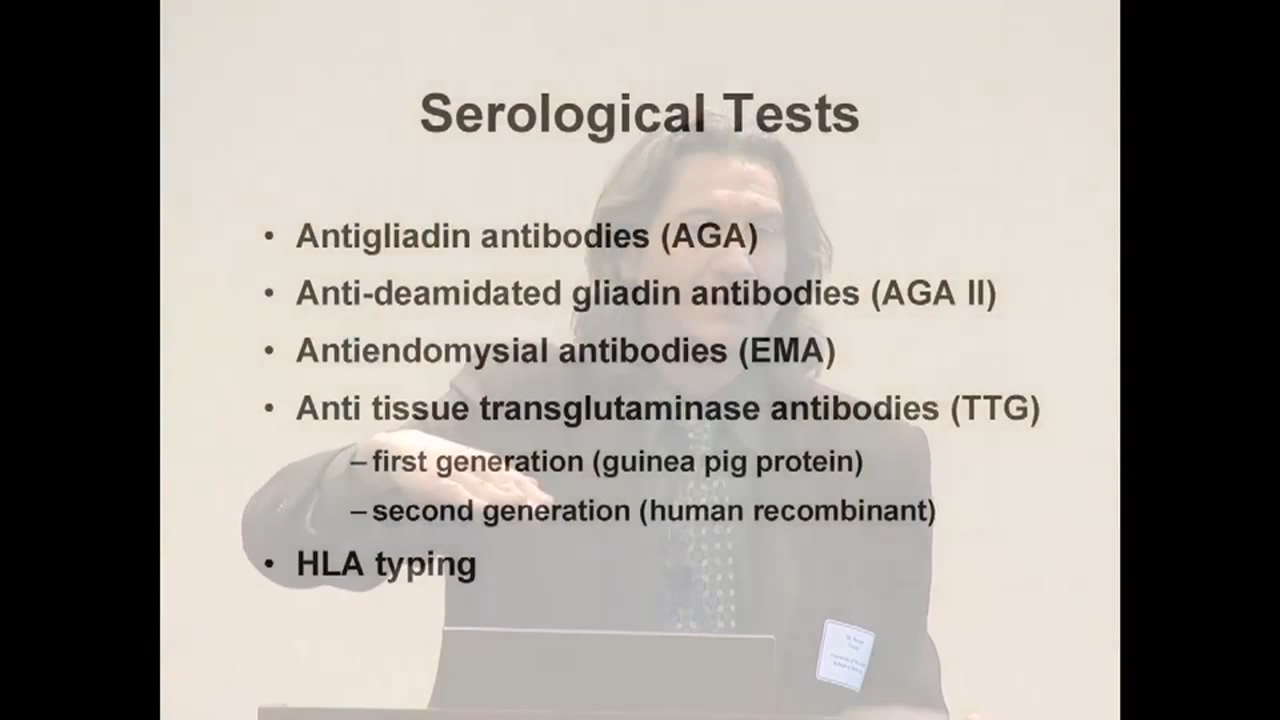 Serological Tests
• Antigliadin antibodies (AGA)
• Anti-deamidated gliadin antibodies (AGA II)
• Antiendomysial antibodies (EMA)
• Anti tissue transglutaminase antibodies (TTG)
– first generation (guinea pig protein)
– second generation (human recombinant)
• HLA typing